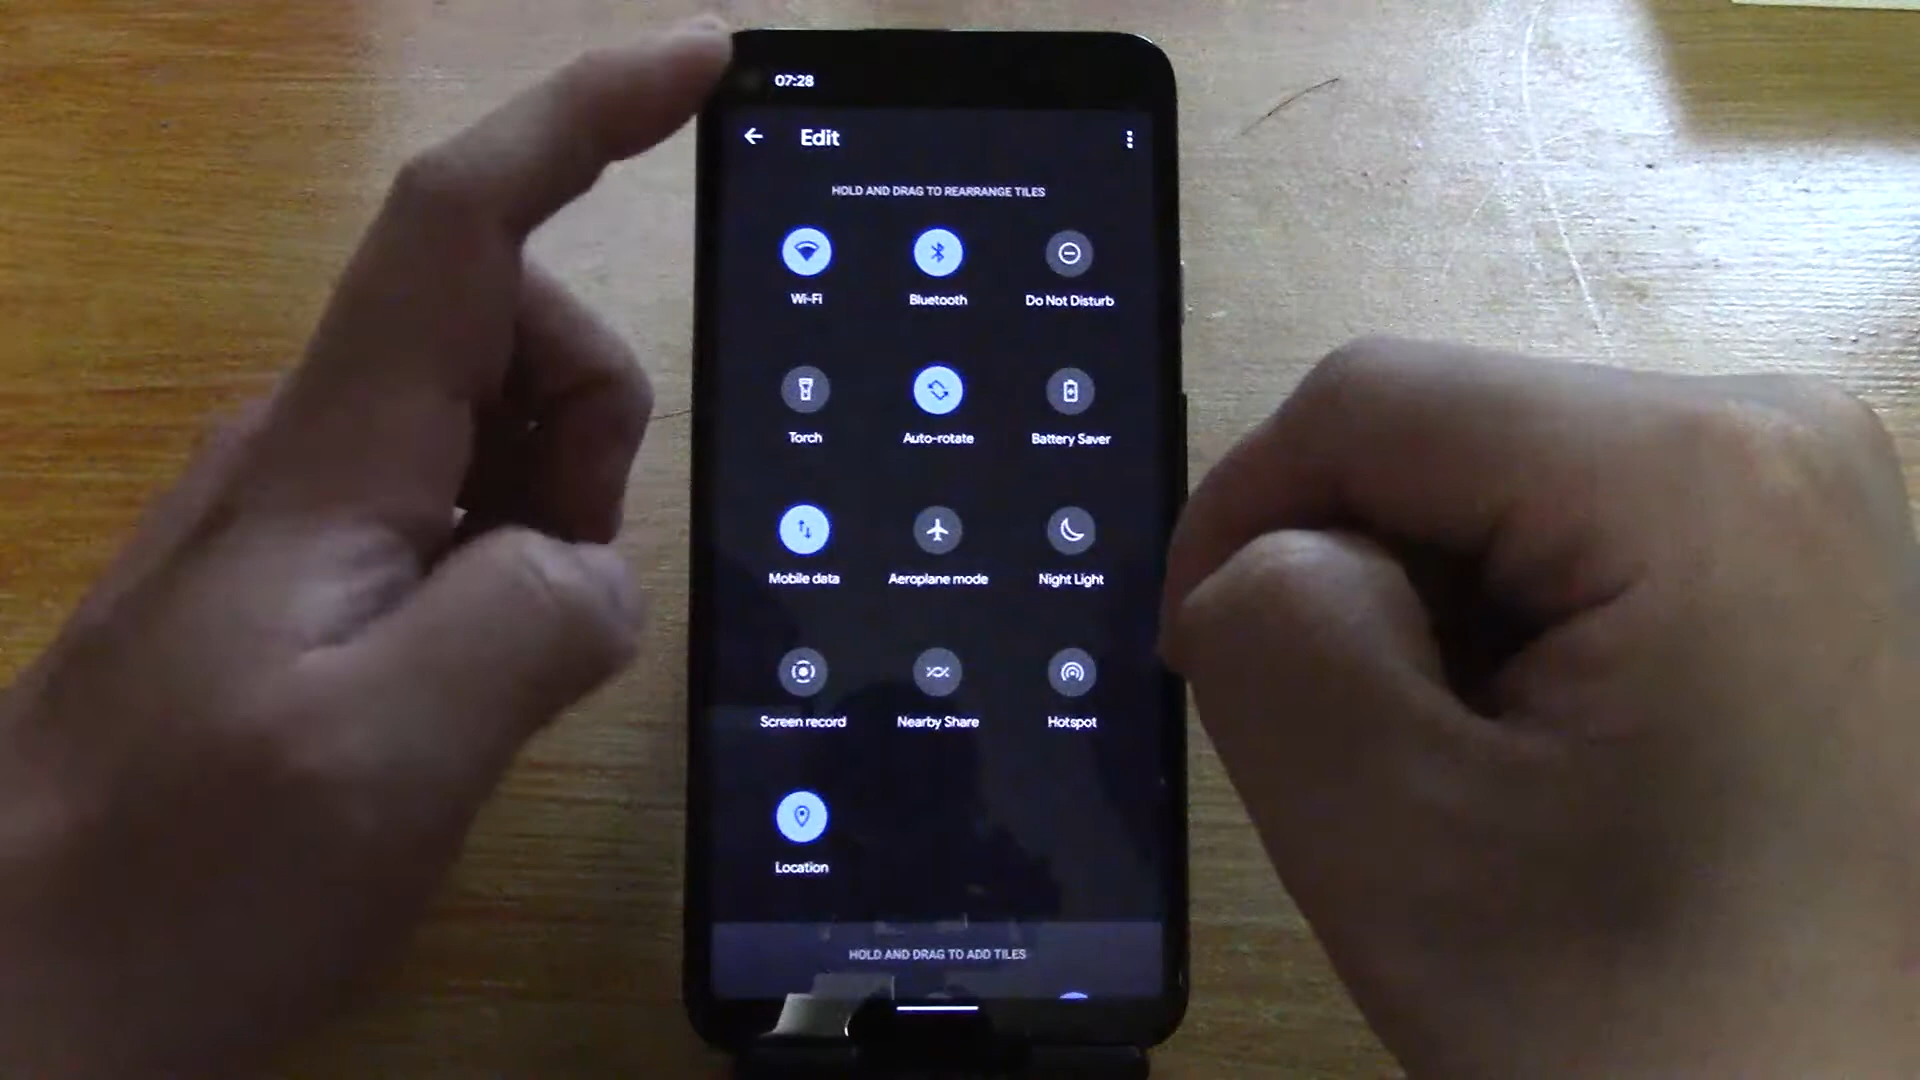 07:28
Edit
HOLD AND DRAG TO REARRANGE TILES
Wi-Fi
Bluetooth
Do Not Disturb
Torch
Auto-rotate
Battery Saver
Mobile data
Aeroplane mode
Night Light
Screen record
Nearby Share
Hotspot
Location
HOLD AND DRAG TO ADD TILES